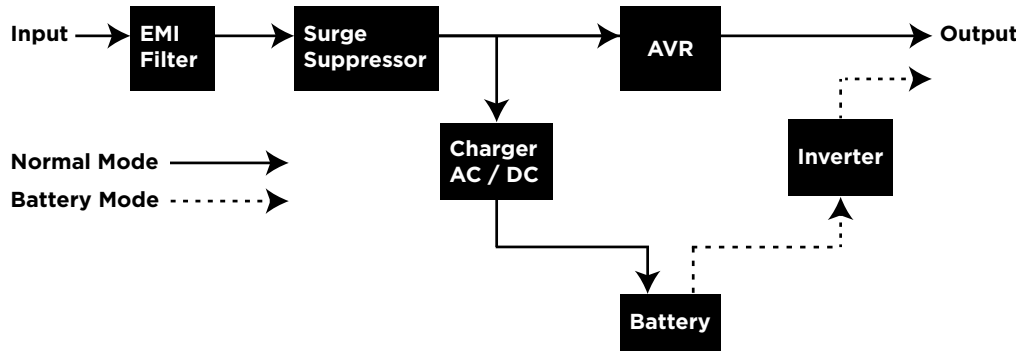 Input
EMI
Filter
Surge
Suppressor
AVR
Output
Charger
AC / DC
Inverter
Normal Mode
Battery Mode
Battery